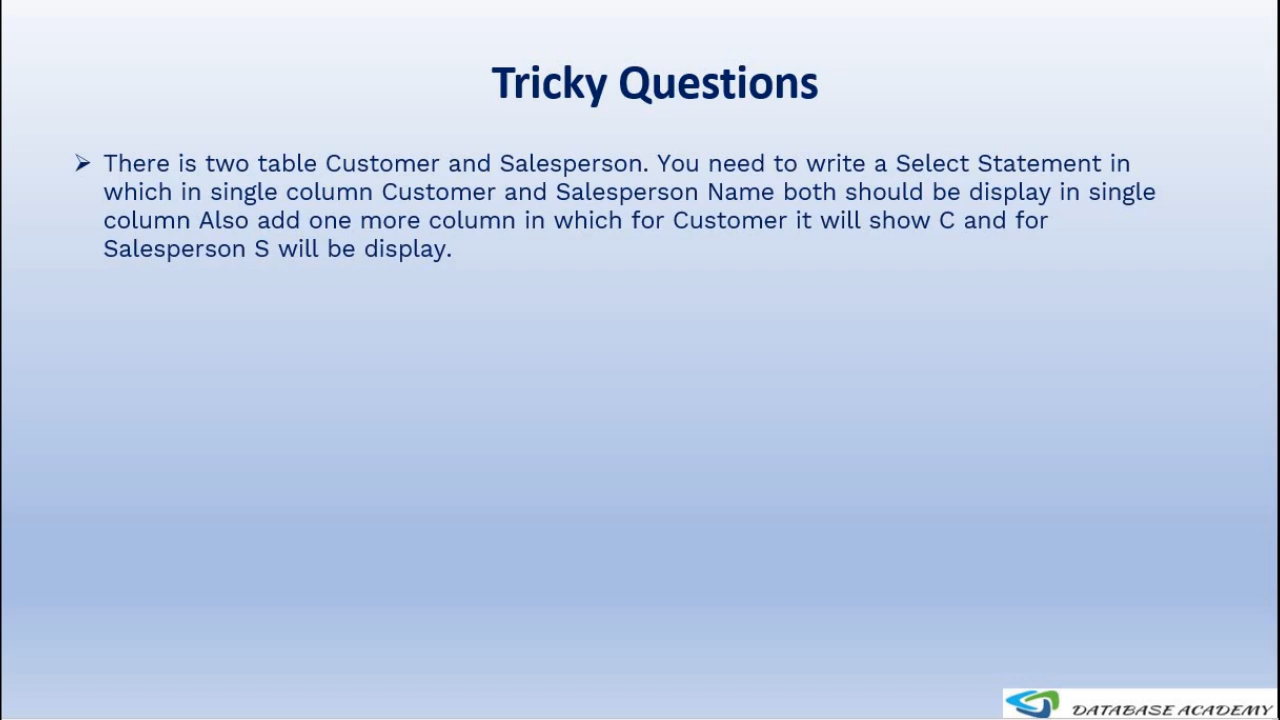 Tricky Questions
➢ There is two table Customer and Salesperson. You need to write a Select Statement in
which in single column Customer and Salesperson Name both should be display in single
column Also add one more column in which for Customer it will show C and for
Salesperson S will be display.
DATABASE ACADEMY